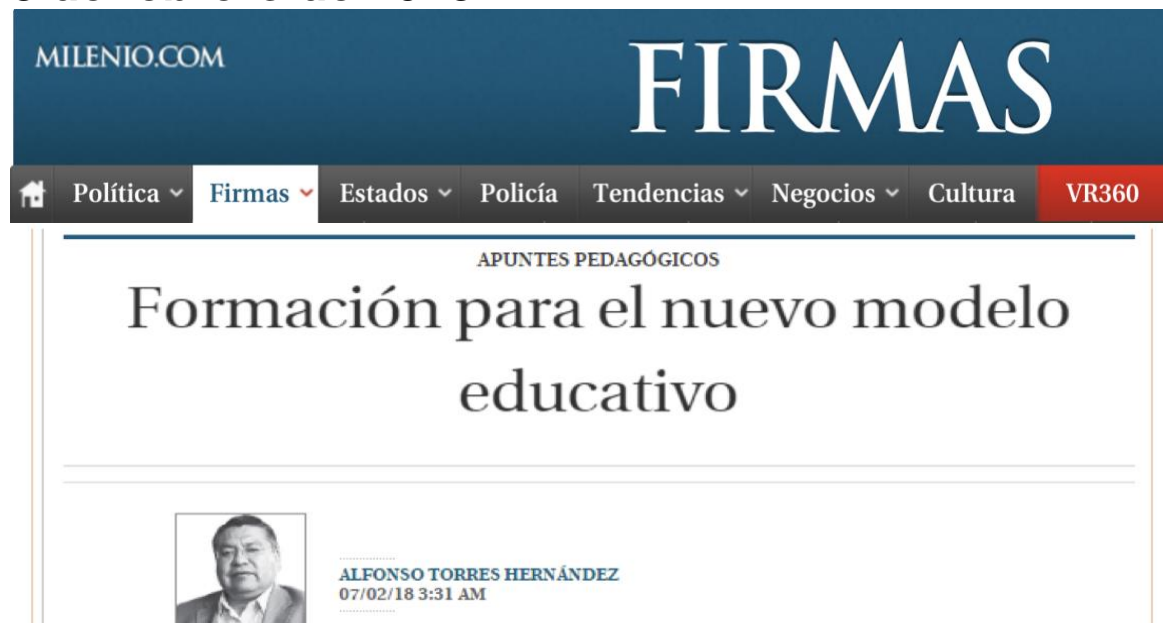 MILENIO.COM
FIRMAS
Política
Firmas
Estados
Policía
Tendencias
Negocios
Cultura
VR360
APUNTES PEDAGÓGICOS
Formación para el nuevo modelo
educativo
ALFONSO TORRES HERNÁNDEZ
07/02/18 3:31 AM